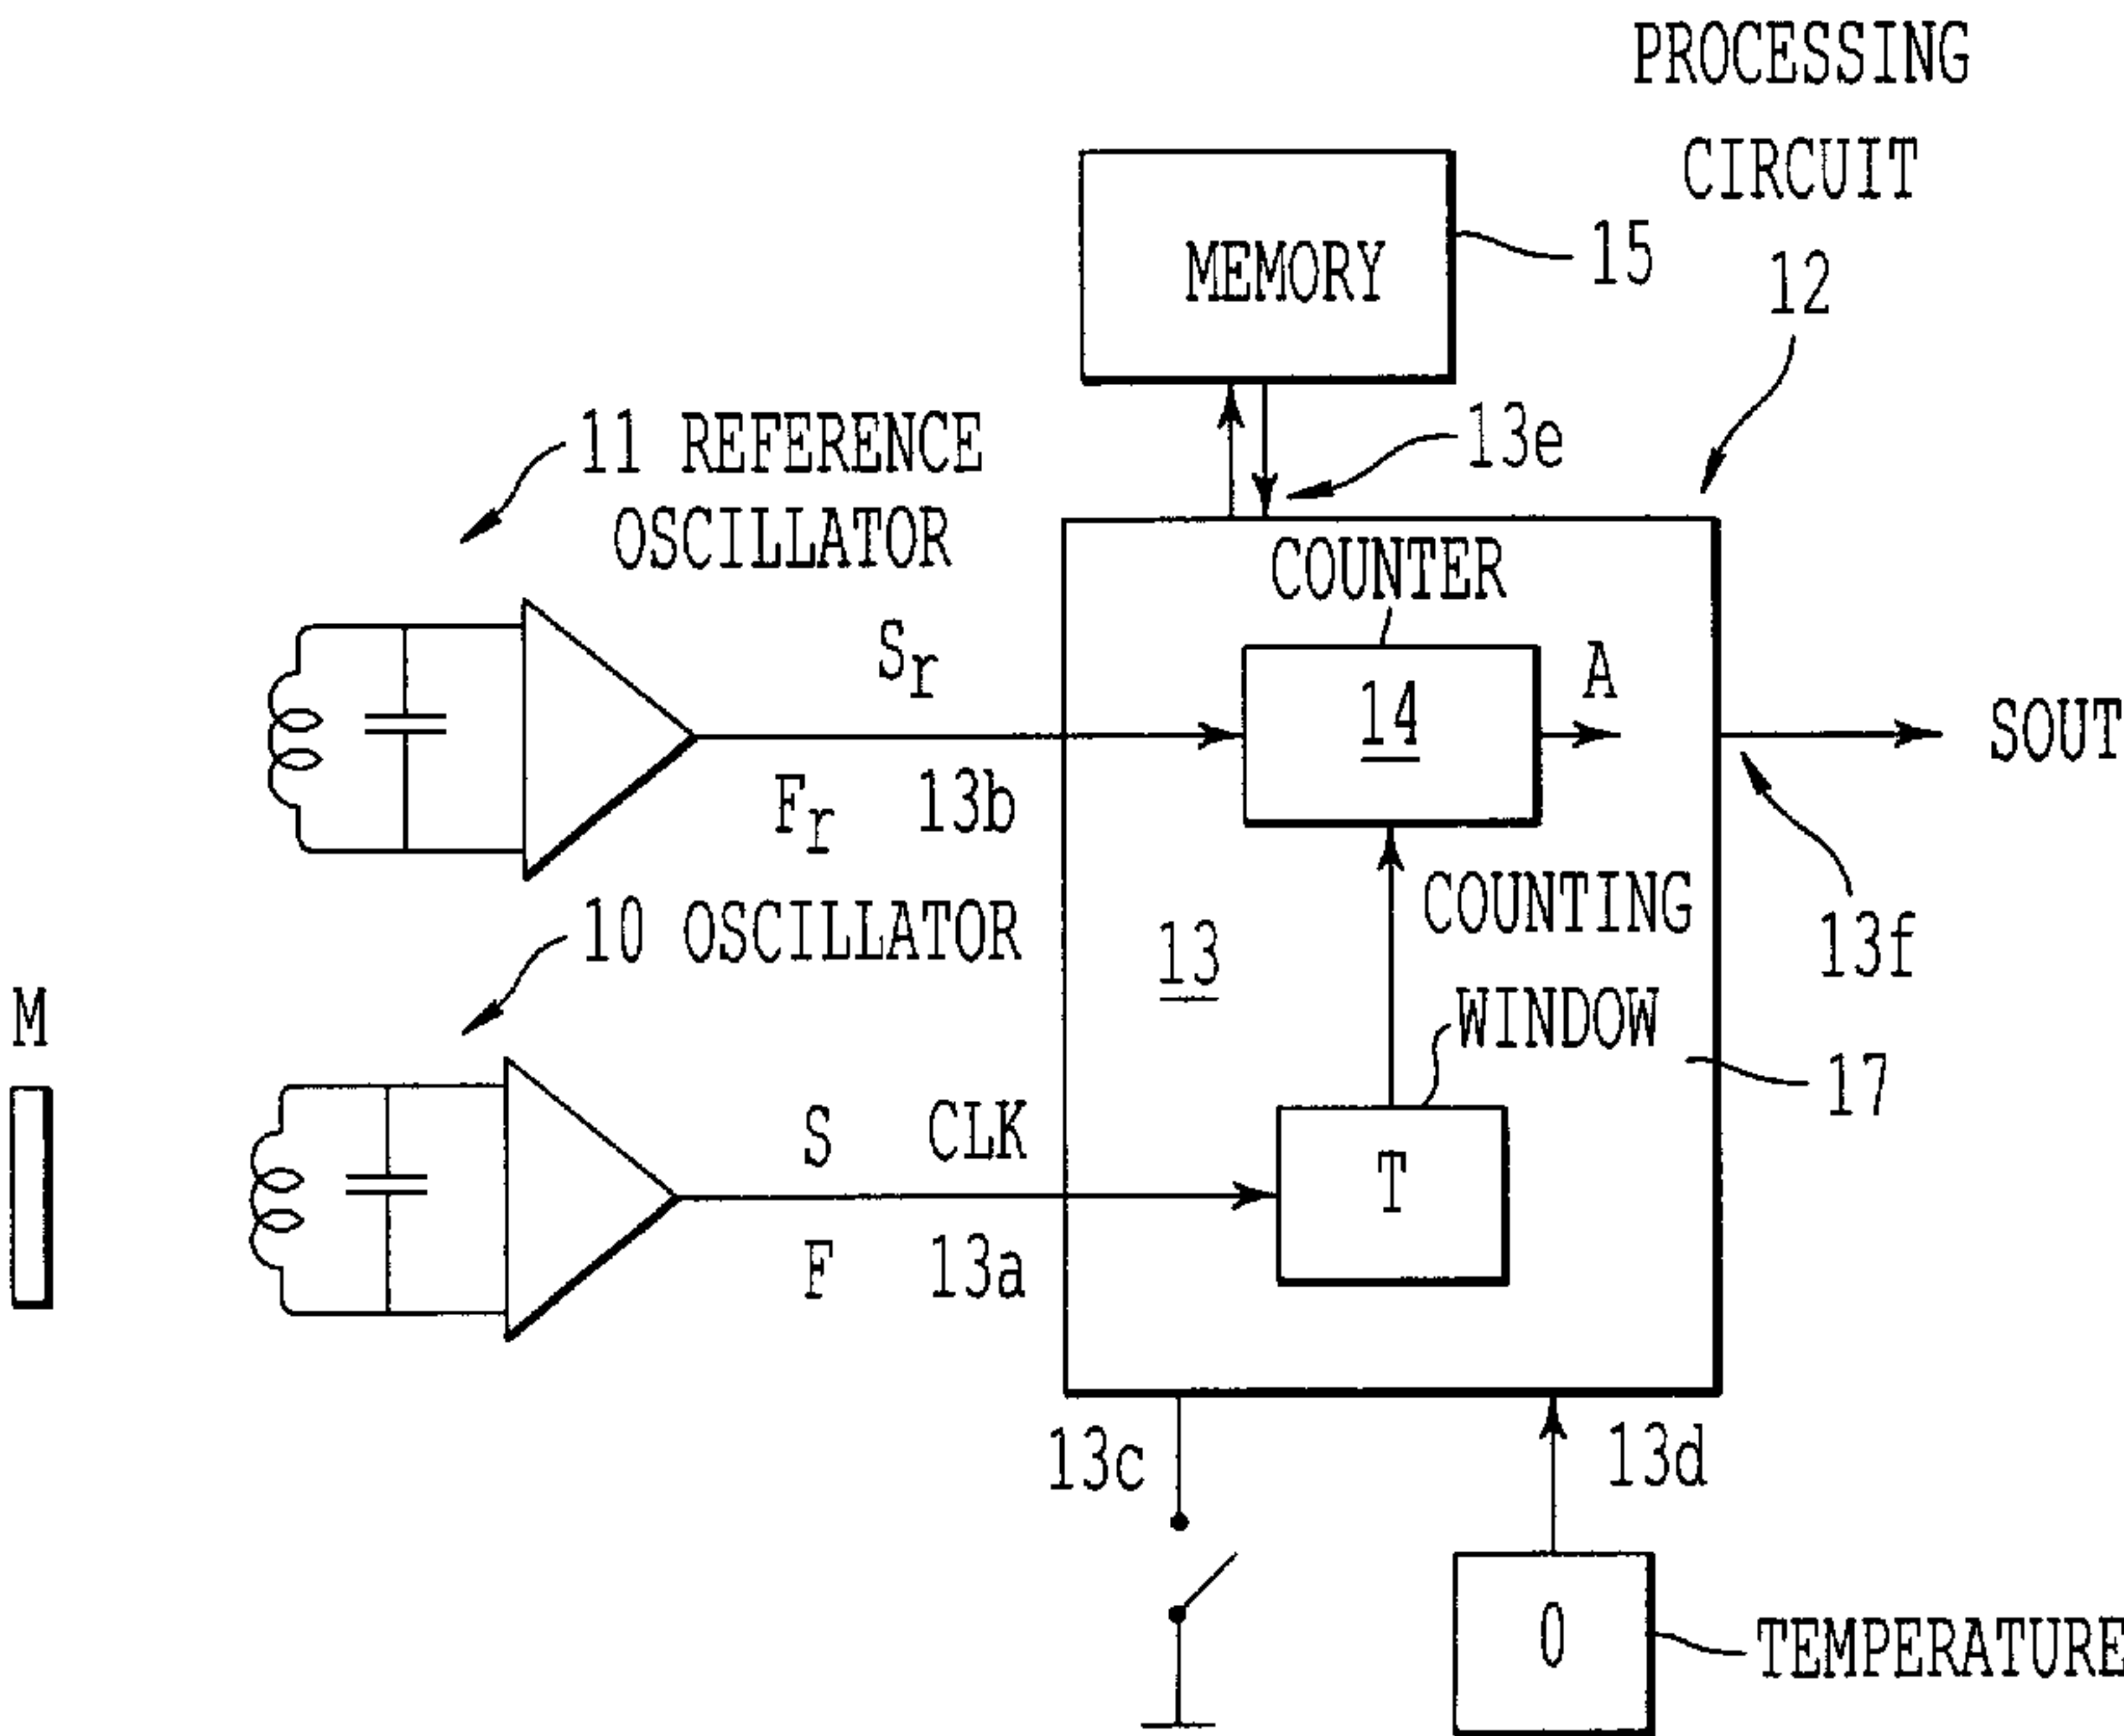 PROCESSING
CIRCUIT
12
MEMORY
15
11 REFERENCE
OSCILLATOR
13e
COUNTER
Sr
14
A
SOUT
Fr
13b
10 OSCILLATOR
COUNTING
WINDOW
13
13f
M
17
S
CLK
T
F
13a
13c
13d
0
TEMPERATURE